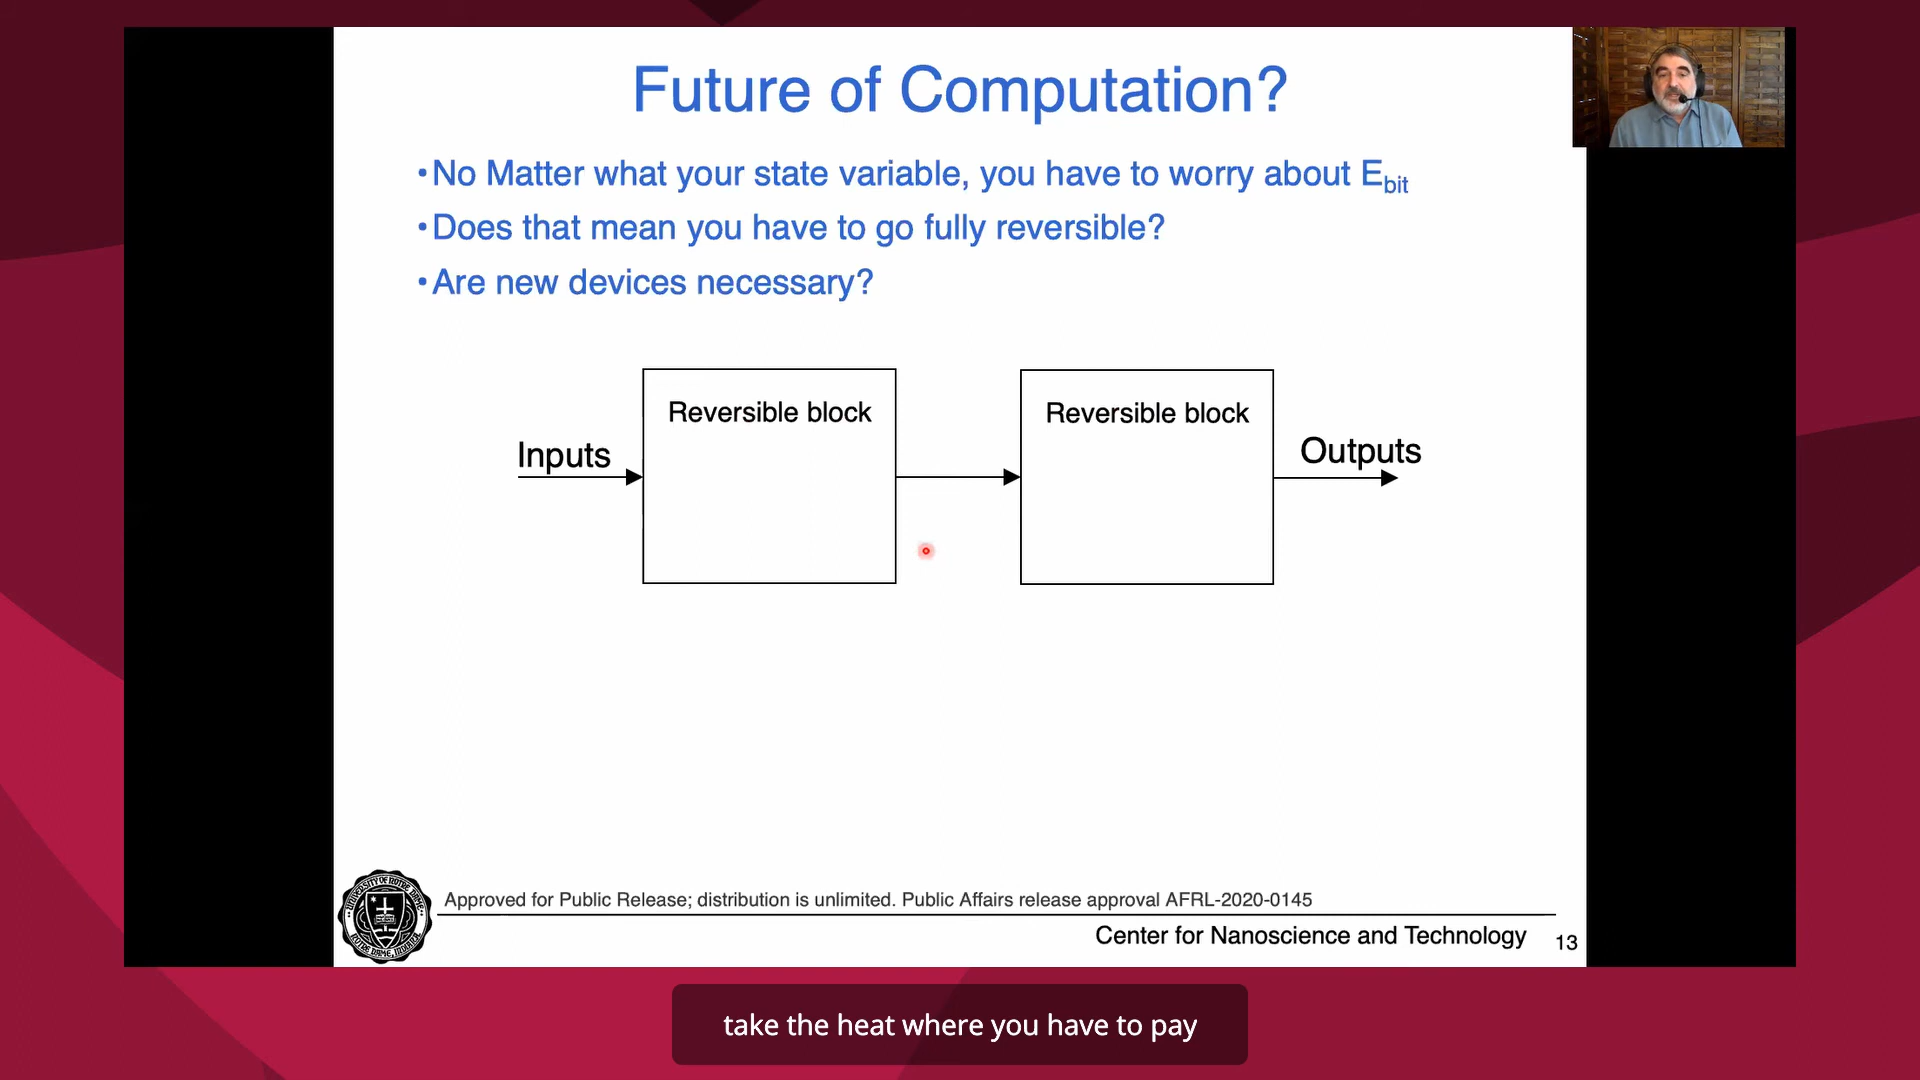 Future of Computation?
•No Matter what your state variable, you have to worry about Ebit
•Does that mean you have to go fully reversible?
•Are new devices necessary?
Reversible block
Reversible block
Inputs
Outputs
Approved for Public Release; distribution is unlimited. Public Affairs release approval AFRL-2020-0145
Center for Nanoscience and Technology
13
take the heat where you have to pay